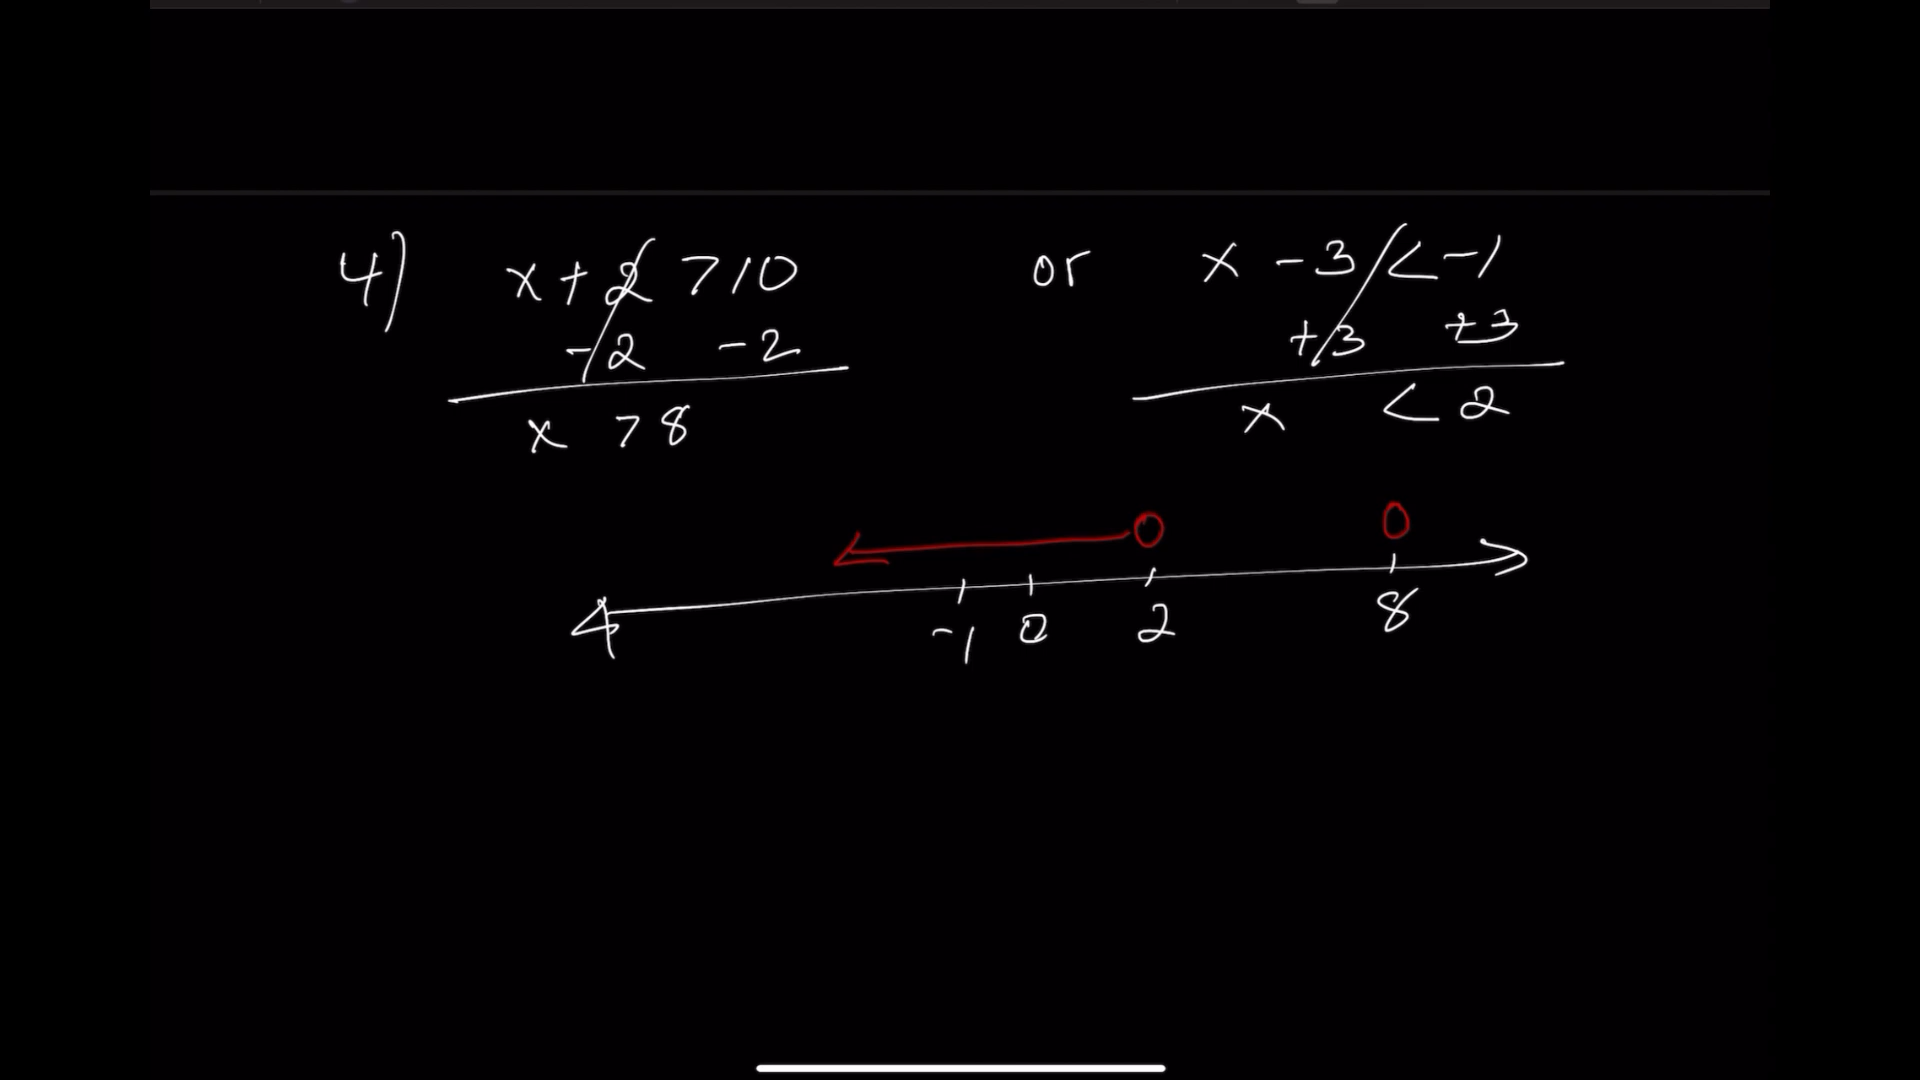 4) x + 2 > 10 or x - 3 < -1
-2 -2 +3 +3
x > 8 x < 2
-1 0 2 8